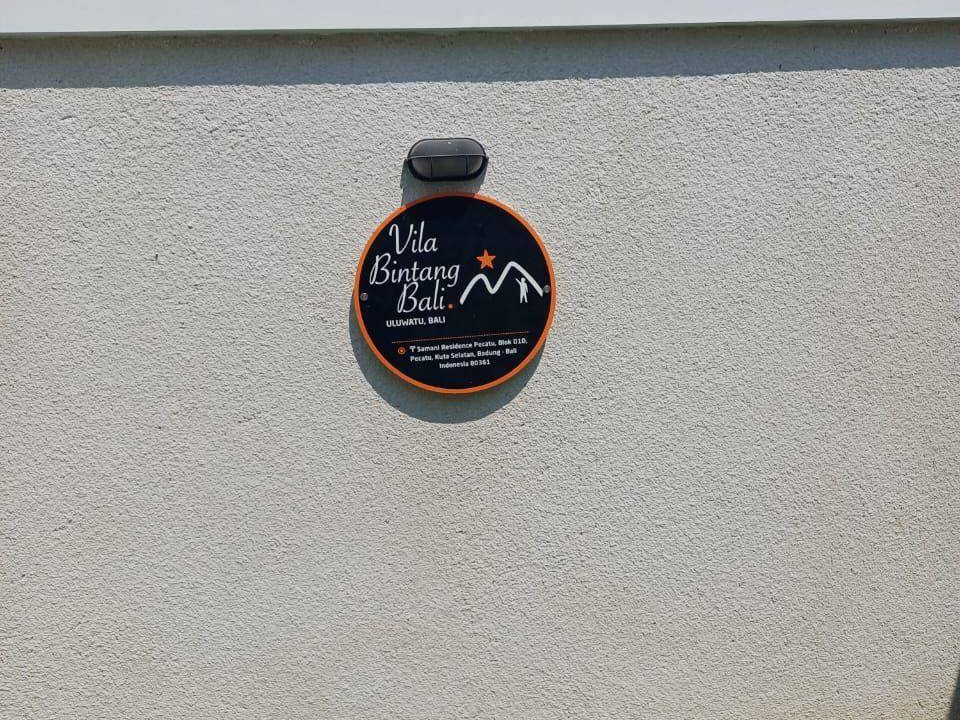 Vila
Bintang
Bali.
ULUWATU, BALI
Samani Residence Pecatu, Blok D10,
Pecatu, Kuta Selatan, Badung - Bali
Indonesia 80361